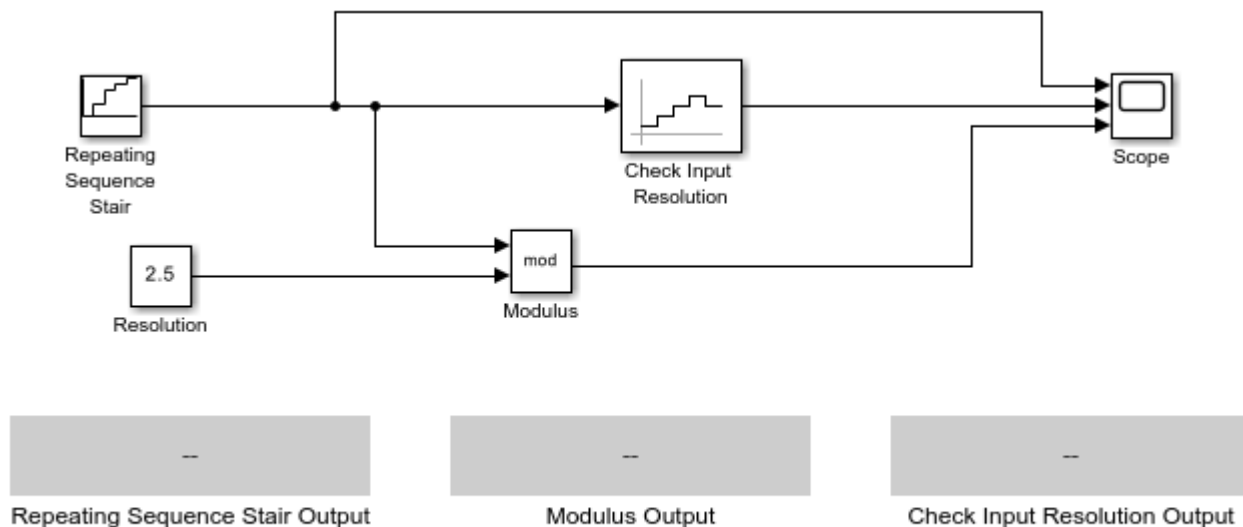 Repeating
Sequence
Stair
Check Input
Resolution
Scope
2.5
Resolution
mod
Modulus
--
--
--
Repeating Sequence Stair Output
Modulus Output
Check Input Resolution Output